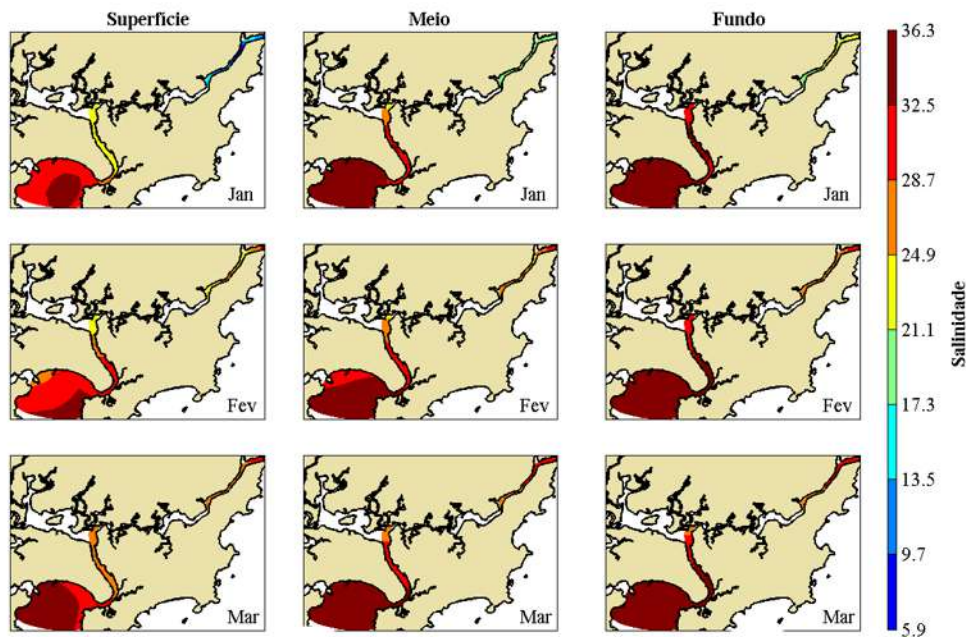 Superfície Meio Fundo
36.3
32.5
Jan Jan Jan
28.7
24.9
21.1
Salinidade
17.3
Fev Fev Fev
13.5
9.7
Mar Mar Mar
5.9